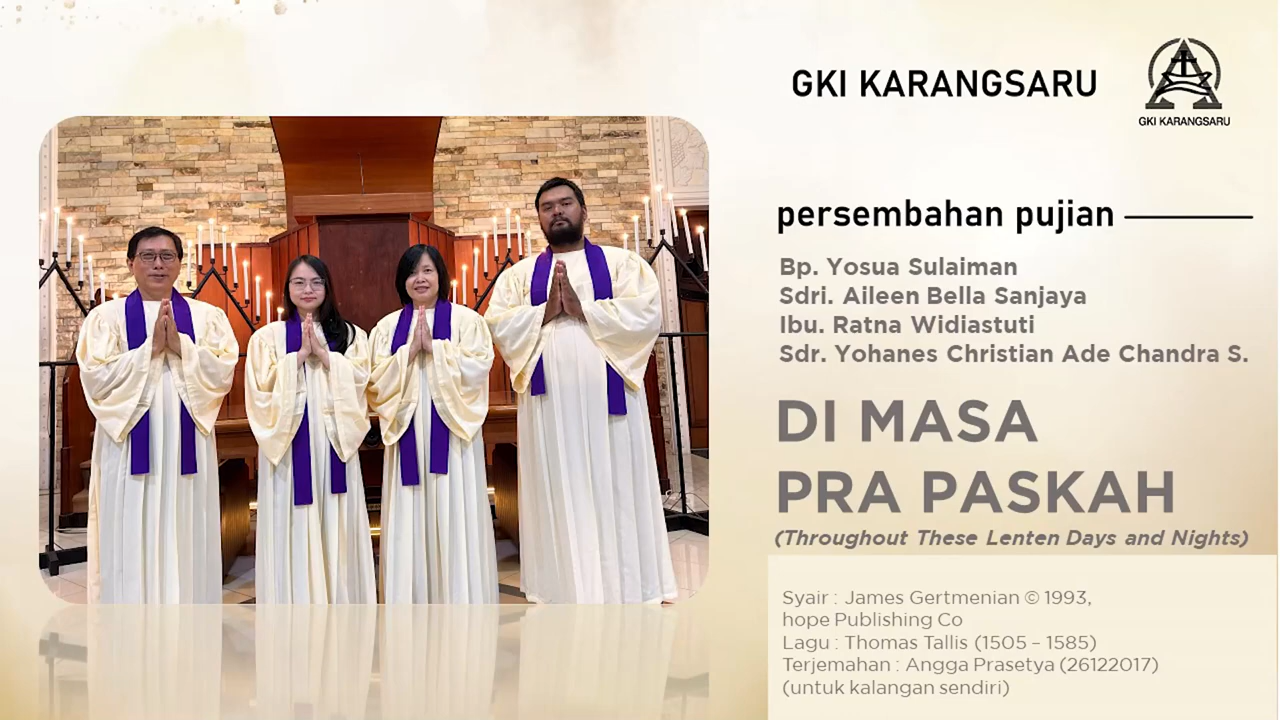 GKI KARANGSARU
GKI KARANGSARU
persembahan pujian
Bp. Yosua Sulaiman
Sdri. Aileen Bella Sanjaya
Ibu. Ratna Widiastuti
Sdr. Yohanes Christian Ade Chandra S.
DI MASA
PRA PASKAH
(Throughout These Lenten Days and Nights)
Syair : James Gertmenian © 1993,
hope Publishing Co
Lagu : Thomas Tallis (1505 – 1585)
Terjemahan : Angga Prasetya (26122017)
(untuk kalangan sendiri)